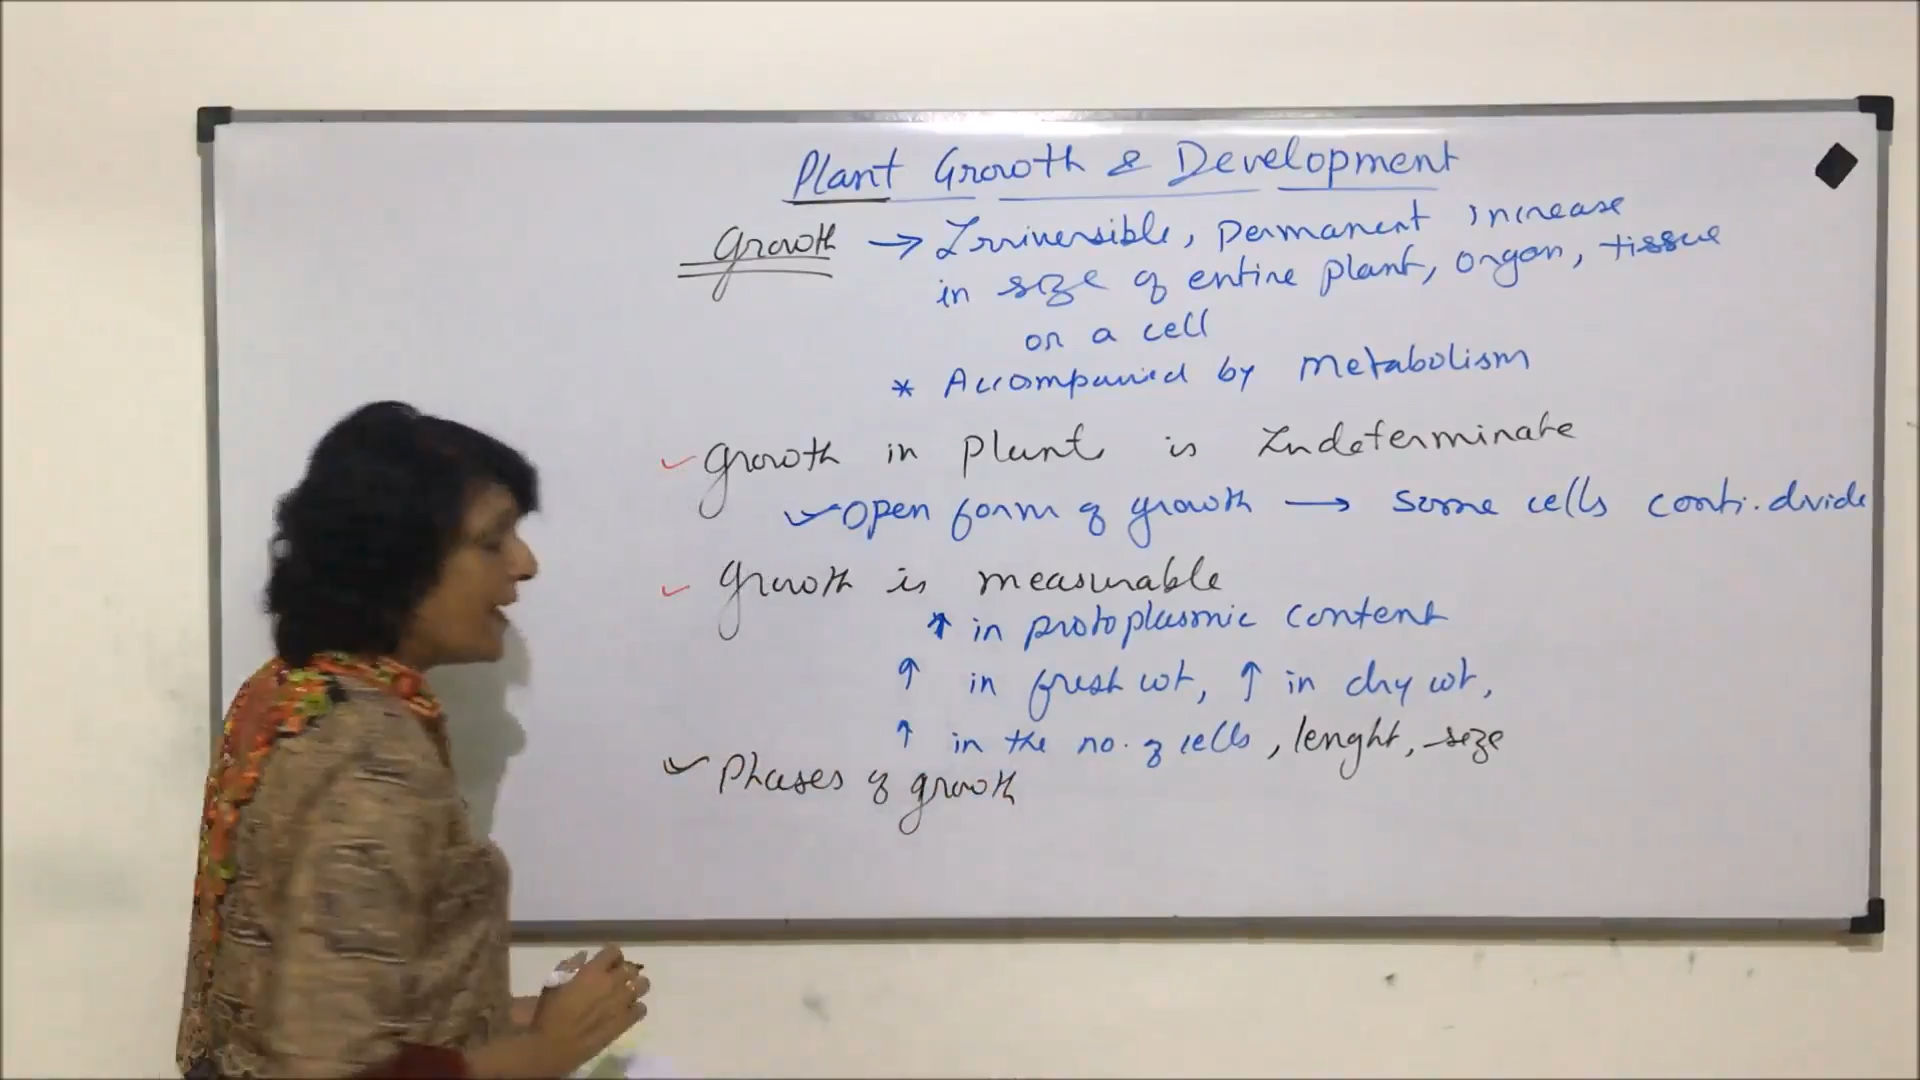 Plant Growth & Development
Growth → Irriversible, Permanent increase
in size of entire plant, organ, tissue
or a cell
* Accompanied by metabolism
✓ Growth in Plant is Indeterminate
✓ Open form of growth → Some cells conti. divide
✓ Growth is measurable
↑ in protoplasmic content
↑ in fresh wt, ↑ in dry wt,
↑ in the no. of cells, lenght, size
✓ Phases of growth